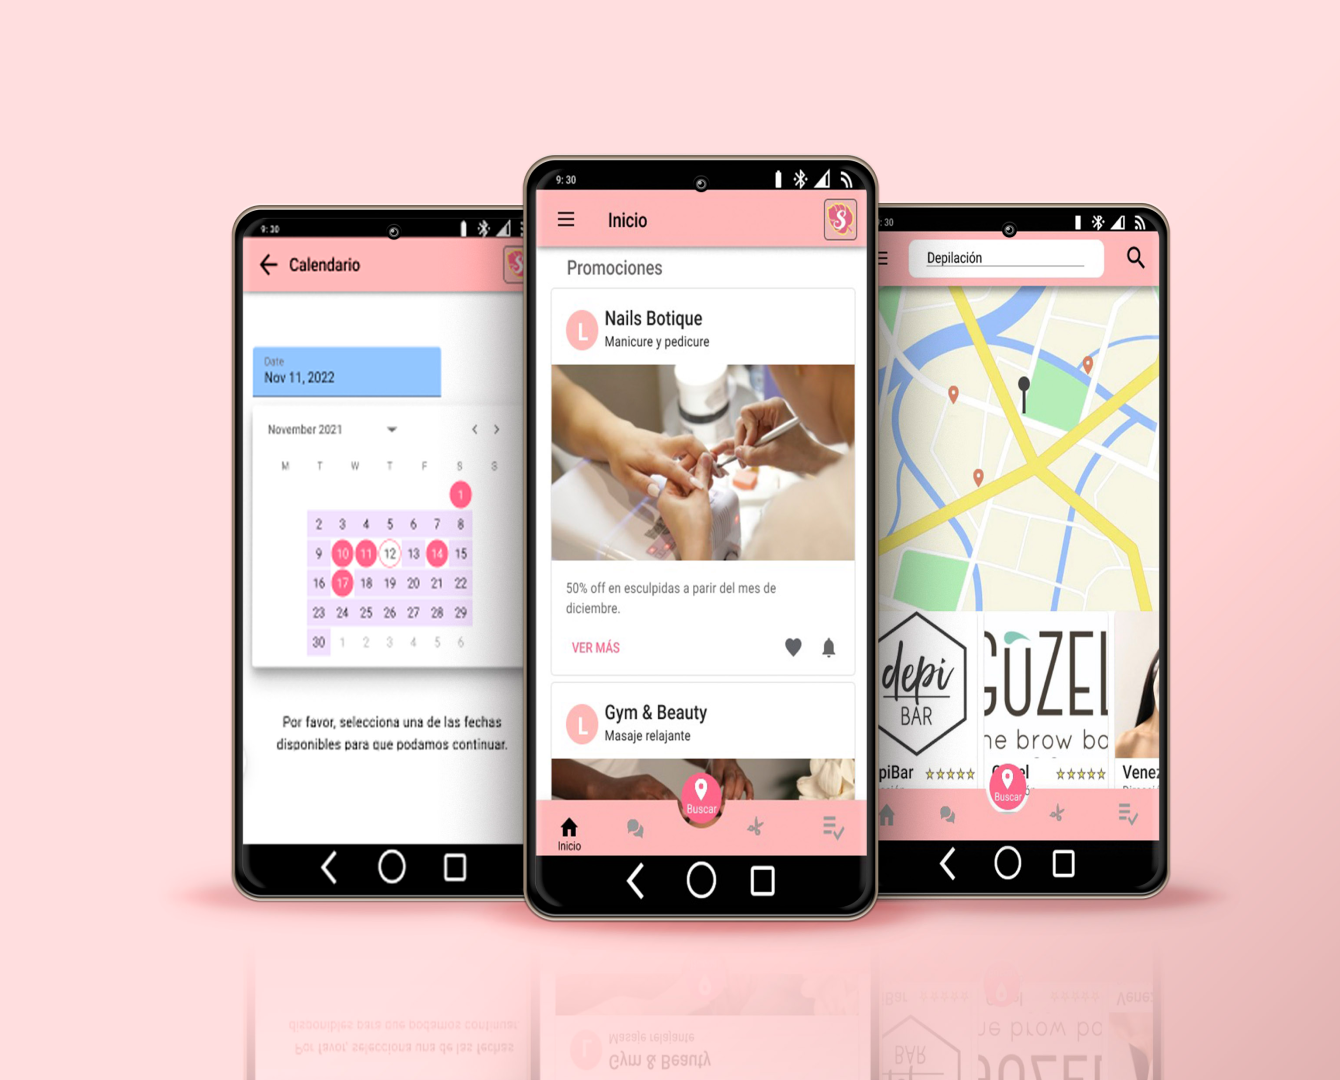 9:30
Calendario
Date
Nov 11, 2022
November 2021
M T W T F S S
1
2 3 4 5 6 7 8
9 10 11 12 13 14 15
16 17 18 19 20 21 22
23 24 25 26 27 28 29
30 1 2 3 4 5 6
Por favor, selecciona una de las fechas
disponibles para que podamos continuar.
9:30
Inicio
S
Promociones
L
Nails Botique
Manicure y pedicure
50% off en esculpidas a parir del mes de
diciembre.
VER MÁS
L
Gym & Beauty
Masaje relajante
Buscar
Inicio
:30
Depilación
depi
BAR
GÜZEL
he brow bo
piBar
Venez
Buscar